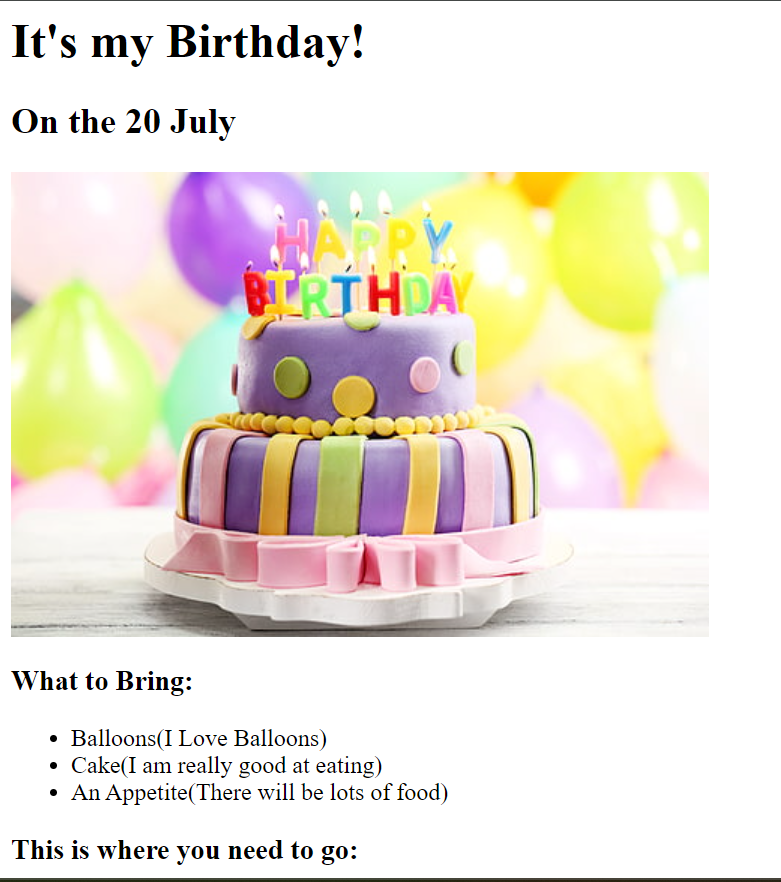 It's my Birthday!
On the 20 July
HAPPY
BIRTHDAY
What to Bring:
Balloons(I Love Balloons)
Cake(I am really good at eating)
An Appetite(There will be lots of food)
This is where you need to go: